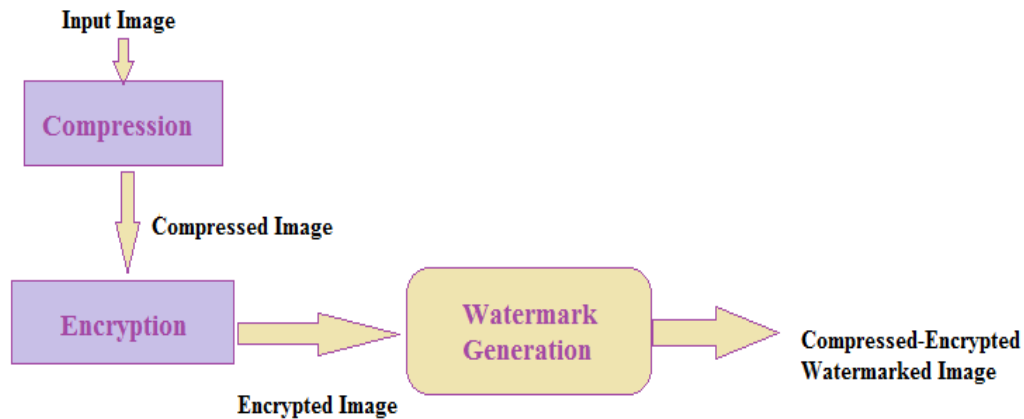 Input Image
Compression
Compressed Image
Encryption
Encrypted Image
Watermark
Generation
Compressed-Encrypted
Watermarked Image